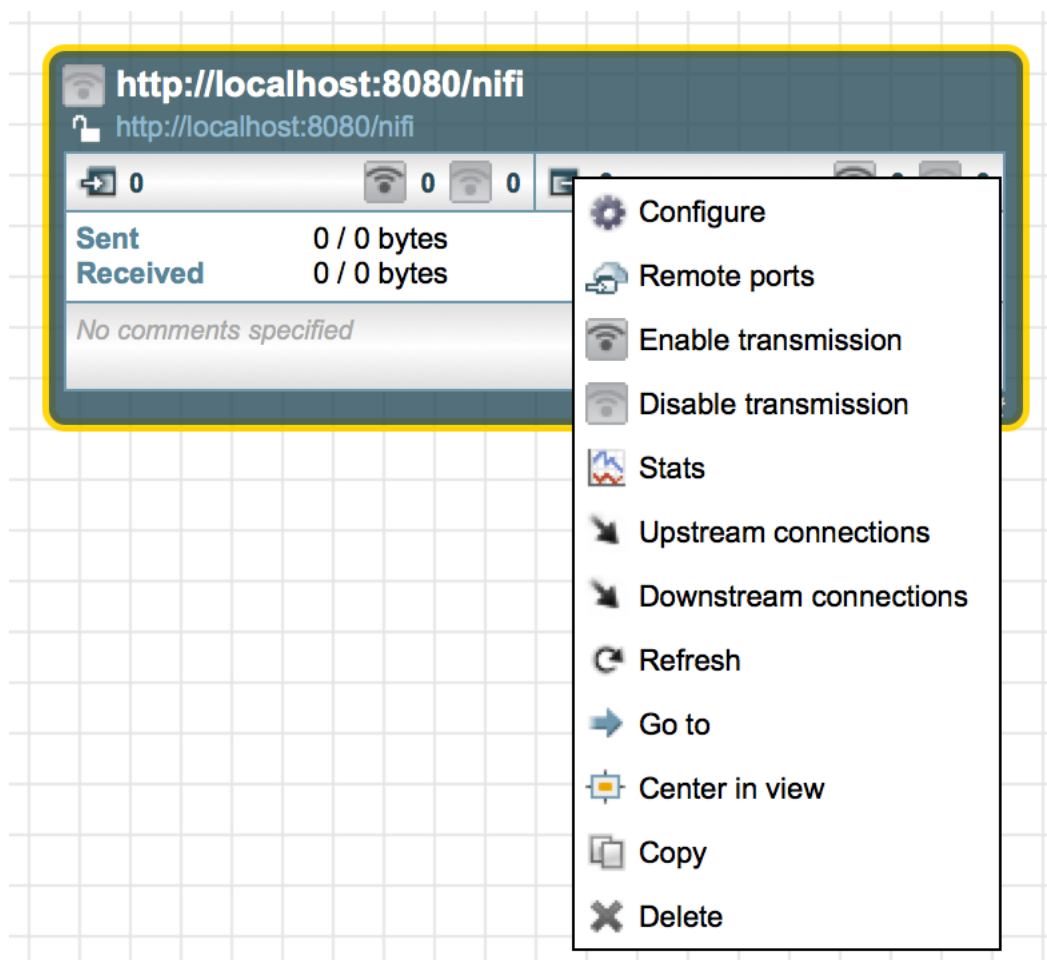 http://localhost:8080/nifi
http://localhost:8080/nifi
0 0 0
Sent 0 / 0 bytes
Received 0 / 0 bytes
No comments specified
Configure
Remote ports
Enable transmission
Disable transmission
Stats
Upstream connections
Downstream connections
Refresh
Go to
Center in view
Copy
Delete